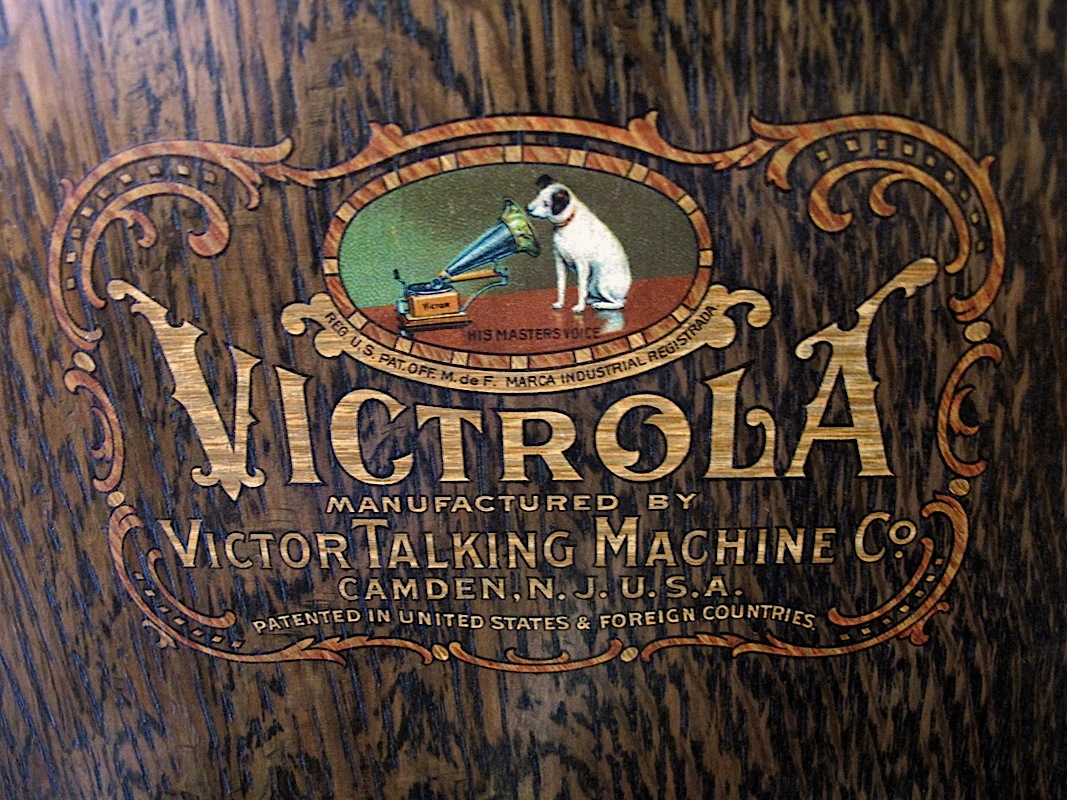 Victor
HIS MASTERS VOICE
REG. U.S. PAT. OFF. M. de F. MARCA INDUSTRIAL REGISTRADA
VICTROLA
MANUFACTURED BY
VICTOR TALKING MACHINE Co.
CAMDEN, N. J. U. S. A.
PATENTED IN UNITED STATES & FOREIGN COUNTRIES.